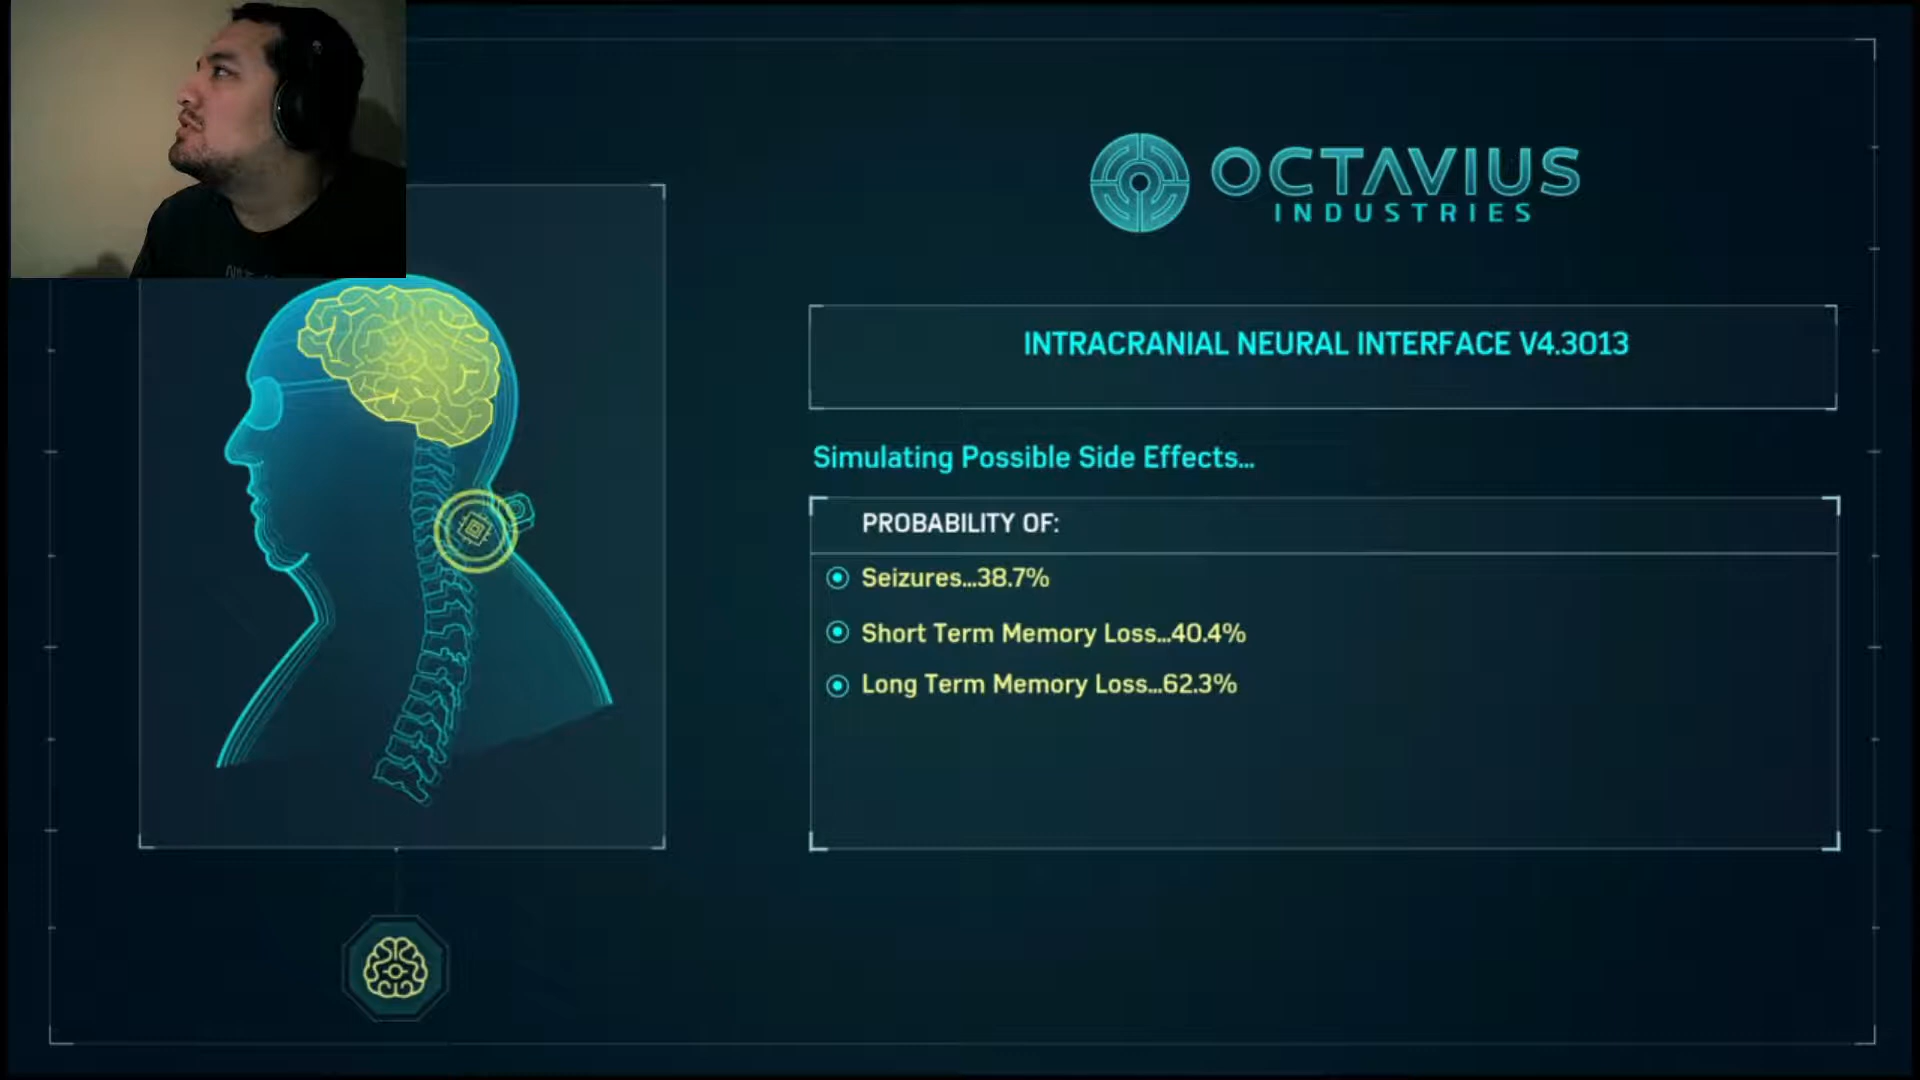 OCTAVIUS
INDUSTRIES
INTRACRANIAL NEURAL INTERFACE V4.3013
Simulating Possible Side Effects...
PROBABILITY OF:
Seizures...38.7%
Short Term Memory Loss...40.4%
Long Term Memory Loss...62.3%